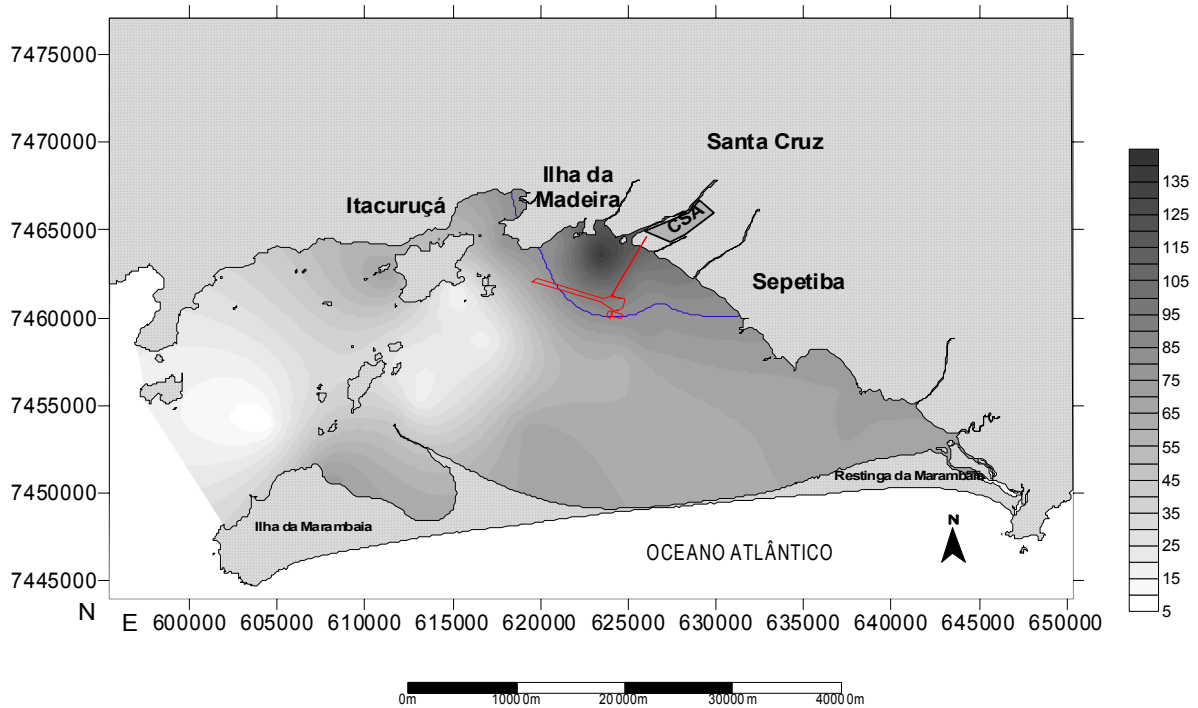 7475000
7470000
7465000
7460000
7455000
7450000
7445000
Santa Cruz
Ilha da
Madeira
Itacuruçá
CSA
Sepetiba
Restinga da Marambaia
Ilha da Marambaia
N
OCEANO ATLÂNTICO
N
E
600000 605000 610000 615000 620000 625000 630000 635000 640000 645000 650000
135
125
115
105
95
85
75
65
55
45
35
25
15
5
0m 10000m 20000m 30000m 40000m